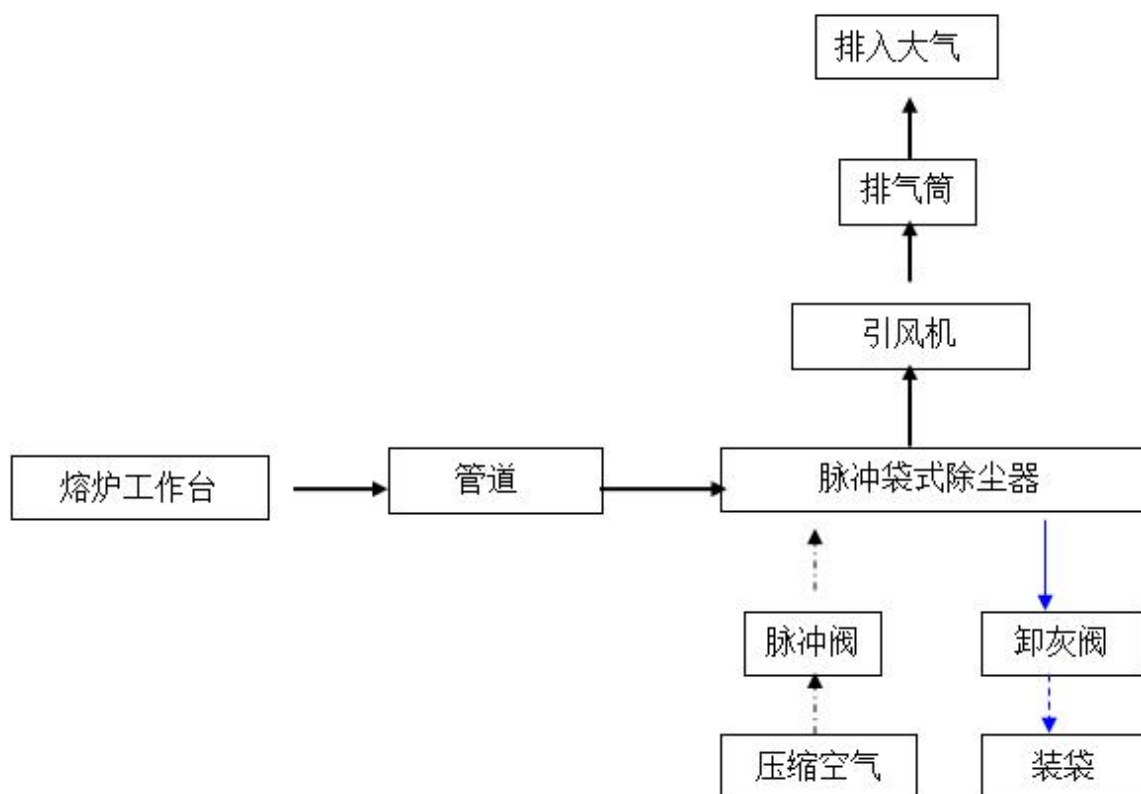 排入大气
排气筒
引风机
熔炉工作台
管道
脉冲袋式除尘器
脉冲阀
卸灰阀
压缩空气
装袋